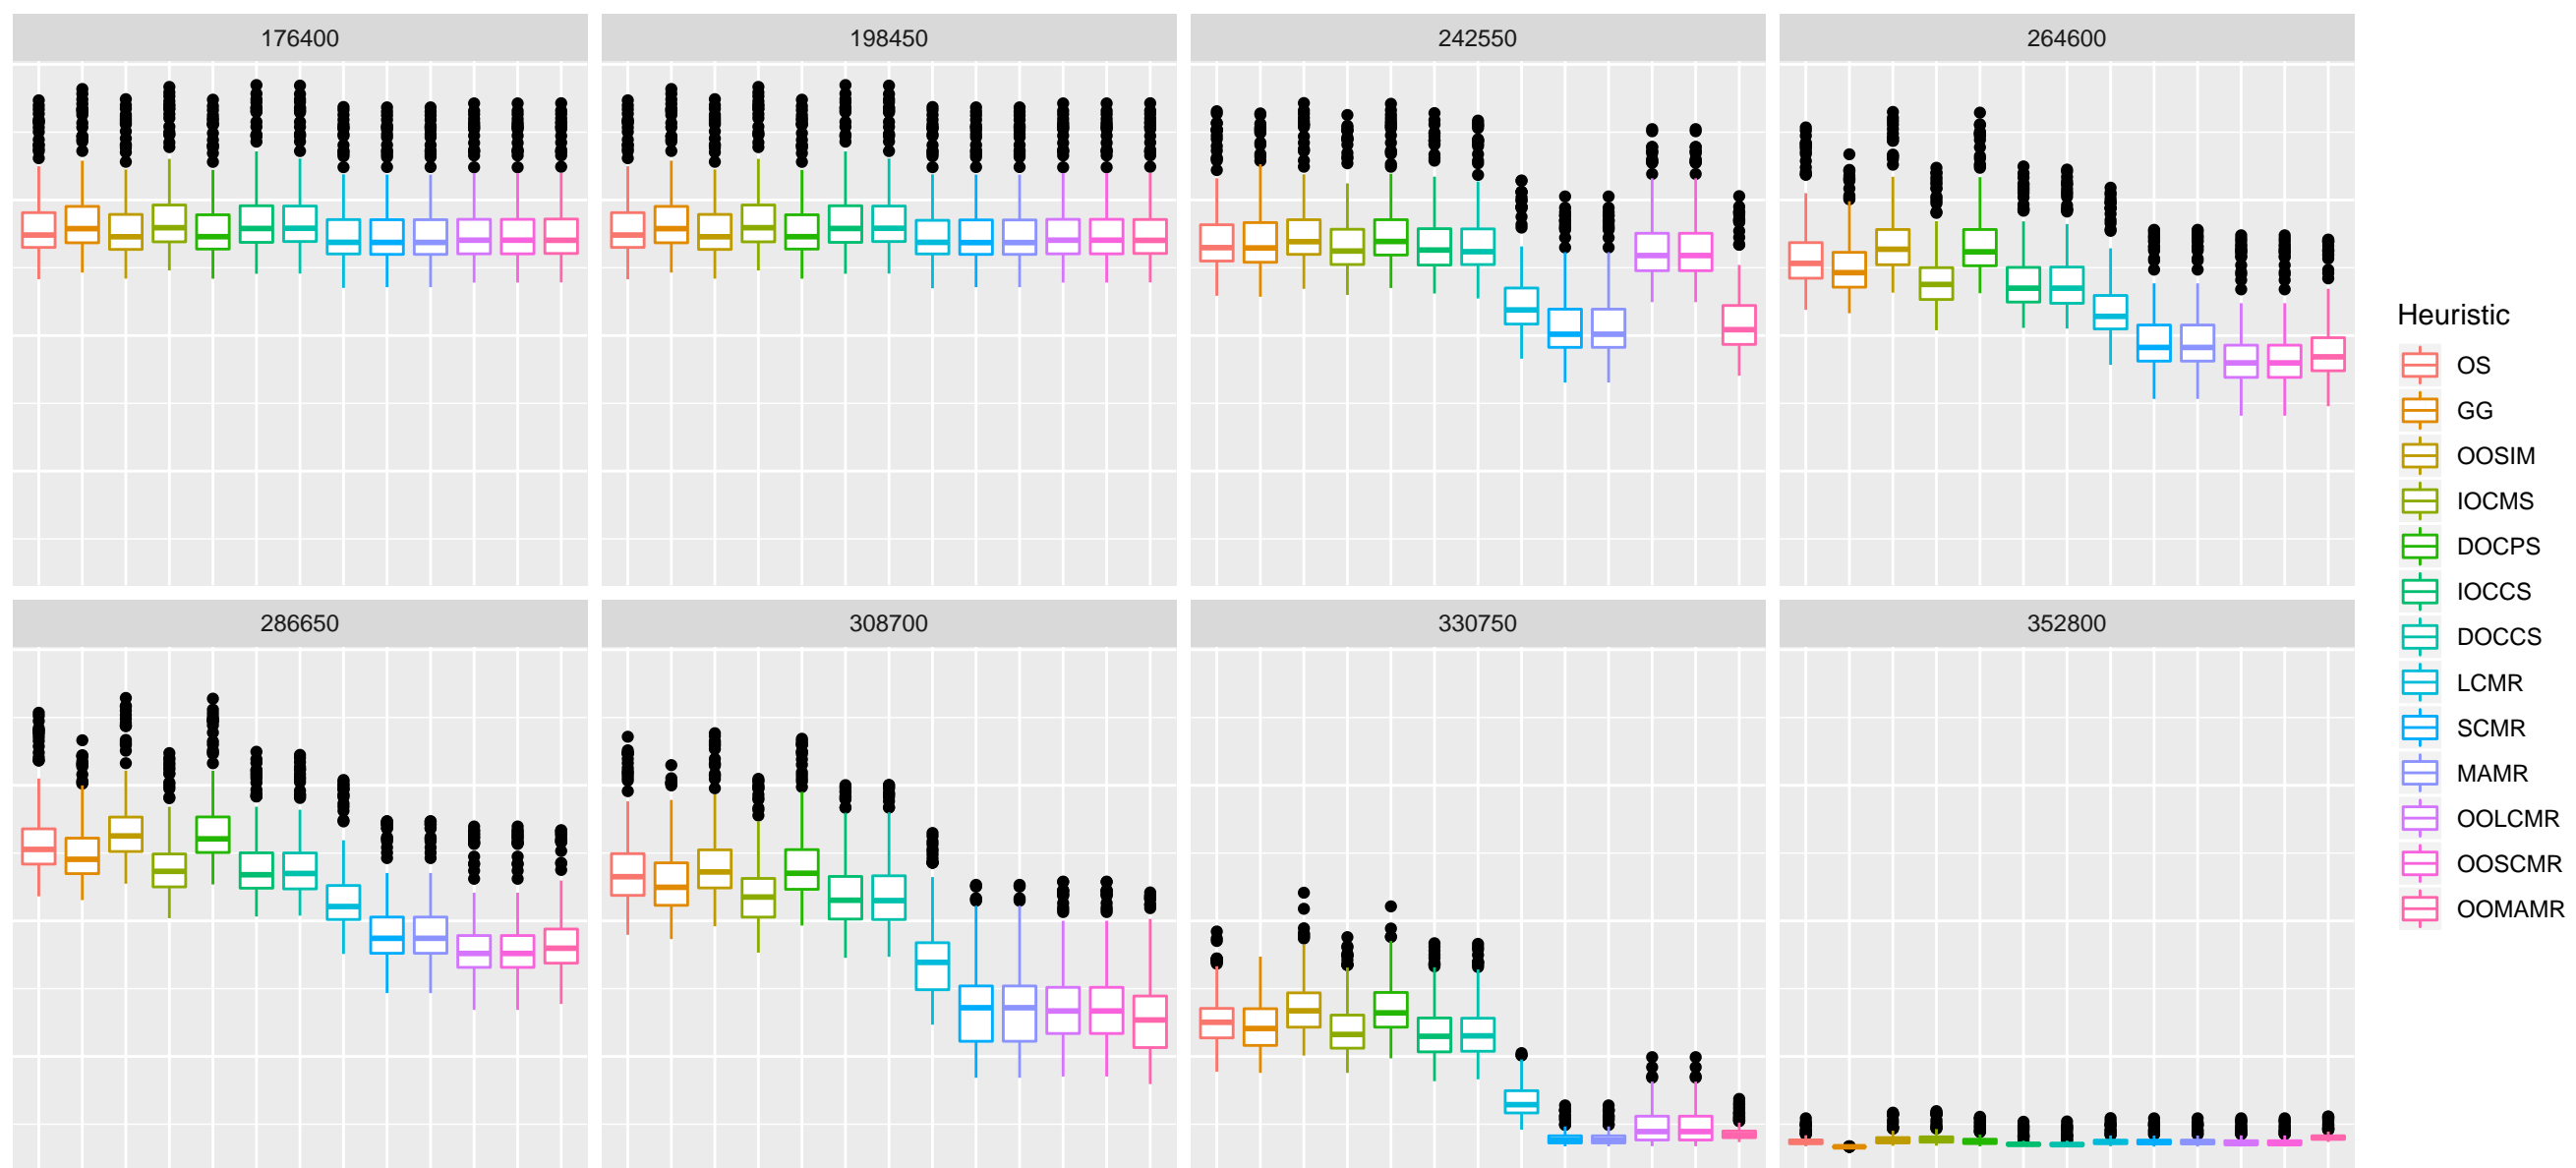 176400
198450
242550
264600
286650
308700
330750
352800
Heuristic
OS
GG
OOSIM
IOCMS
DOCPS
IOCCS
DOCCS
LCMR
SCMR
MAMR
OOLCMR
OOSCMR
OOMAMR